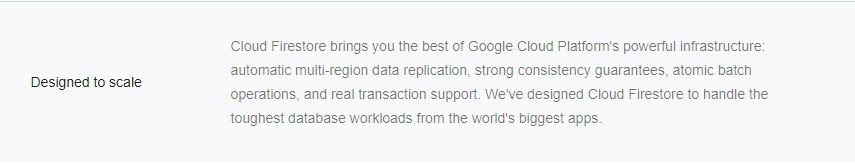 Designed to scale
Cloud Firestore brings you the best of Google Cloud Platform's powerful infrastructure:
automatic multi-region data replication, strong consistency guarantees, atomic batch
operations, and real transaction support. We've designed Cloud Firestore to handle the
toughest database workloads from the world's biggest apps.